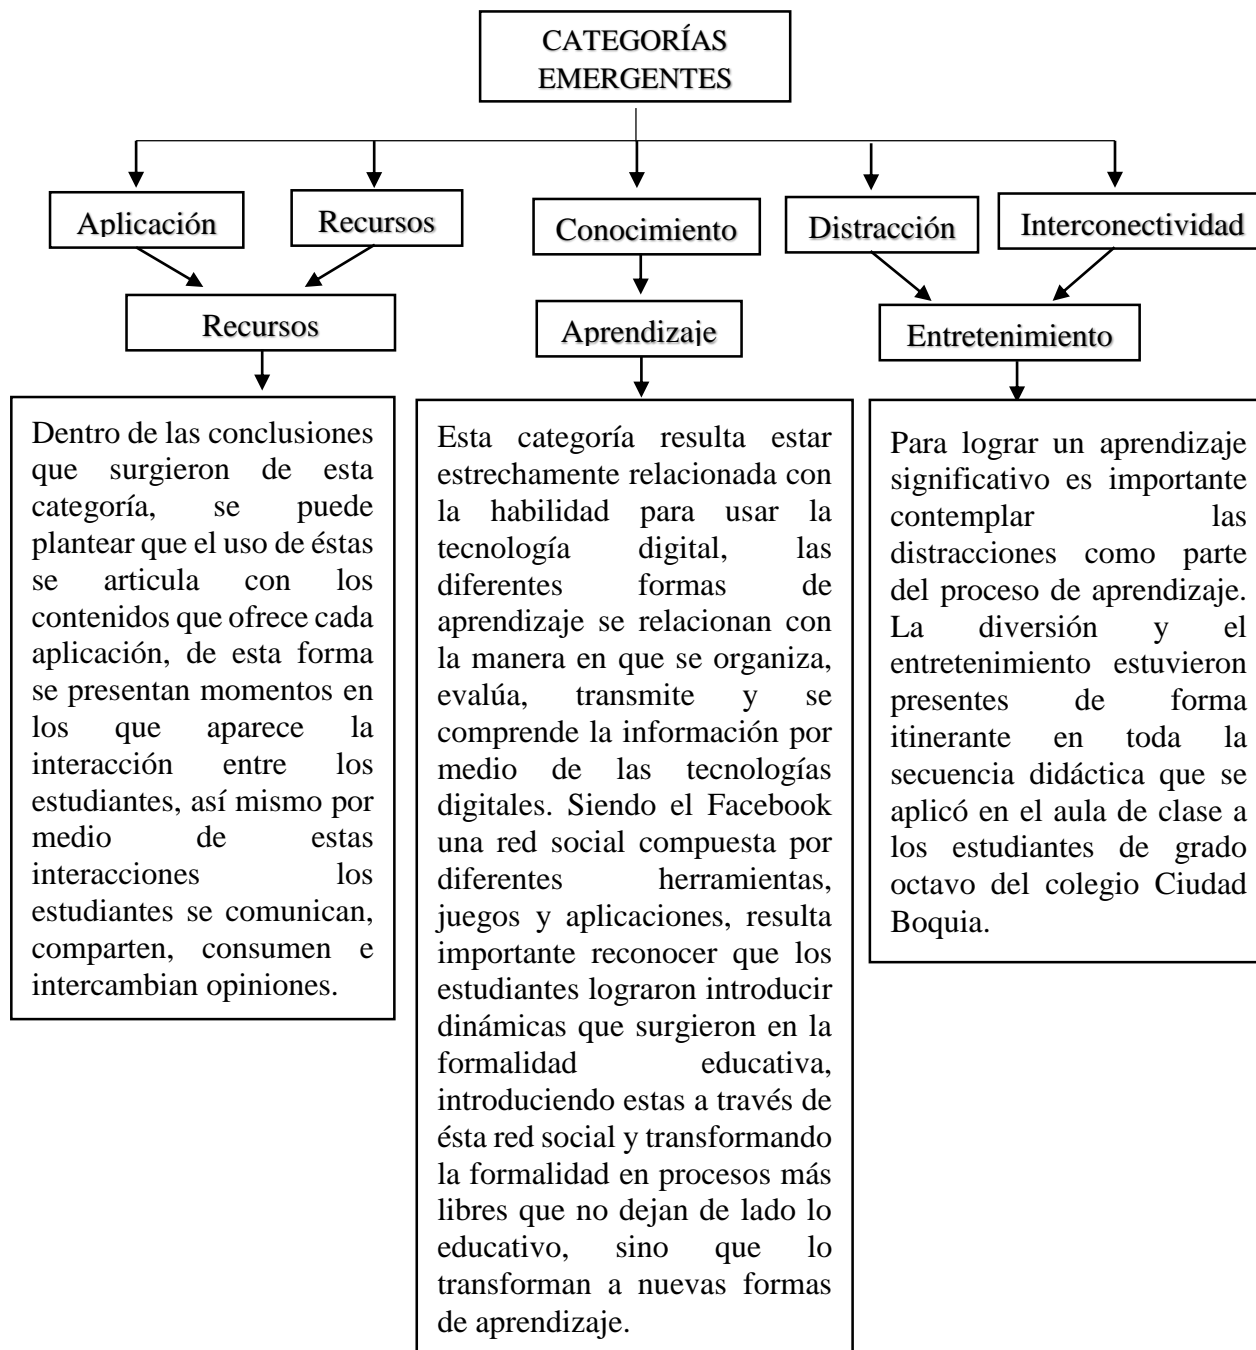 CATEGORÍAS
EMERGENTES
Aplicación
Recursos
Conocimiento
Distracción
Interconectividad
Recursos
Aprendizaje
Entretenimiento
Dentro de las conclusiones
que surgieron de esta
categoría, se puede
plantear que el uso de éstas
se articula con los
contenidos que ofrece cada
aplicación, de esta forma
se presentan momentos en
los que aparece la
interacción entre los
estudiantes, así mismo por
medio de estas
interacciones los
estudiantes se comunican,
comparten, consumen e
intercambian opiniones.
Esta categoría resulta estar
estrechamente relacionada con
la habilidad para usar la
tecnología digital, las
diferentes formas de
aprendizaje se relacionan con
la manera en que se organiza,
evalúa, transmite y se
comprende la información por
medio de las tecnologías
digitales. Siendo el Facebook
una red social compuesta por
diferentes herramientas,
juegos y aplicaciones, resulta
importante reconocer que los
estudiantes lograron introducir
dinámicas que surgieron en la
formalidad educativa,
introduciendo estas a través de
ésta red social y transformando
la formalidad en procesos más
libres que no dejan de lado lo
educativo, sino que lo
transforman a nuevas formas
de aprendizaje.
Para lograr un aprendizaje
significativo es importante
contemplar las
distracciones como parte
del proceso de aprendizaje.
La diversión y el
entretenimiento estuvieron
presentes de forma
itinerante en toda la
secuencia didáctica que se
aplicó en el aula de clase a
los estudiantes de grado
octavo del colegio Ciudad
Boquia.